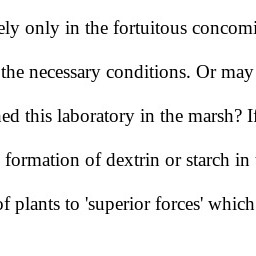 ely only in the fortuitous concomi
the necessary conditions. Or may
ed this laboratory in the marsh? If
formation of dextrin or starch in
of plants to 'superior forces' which